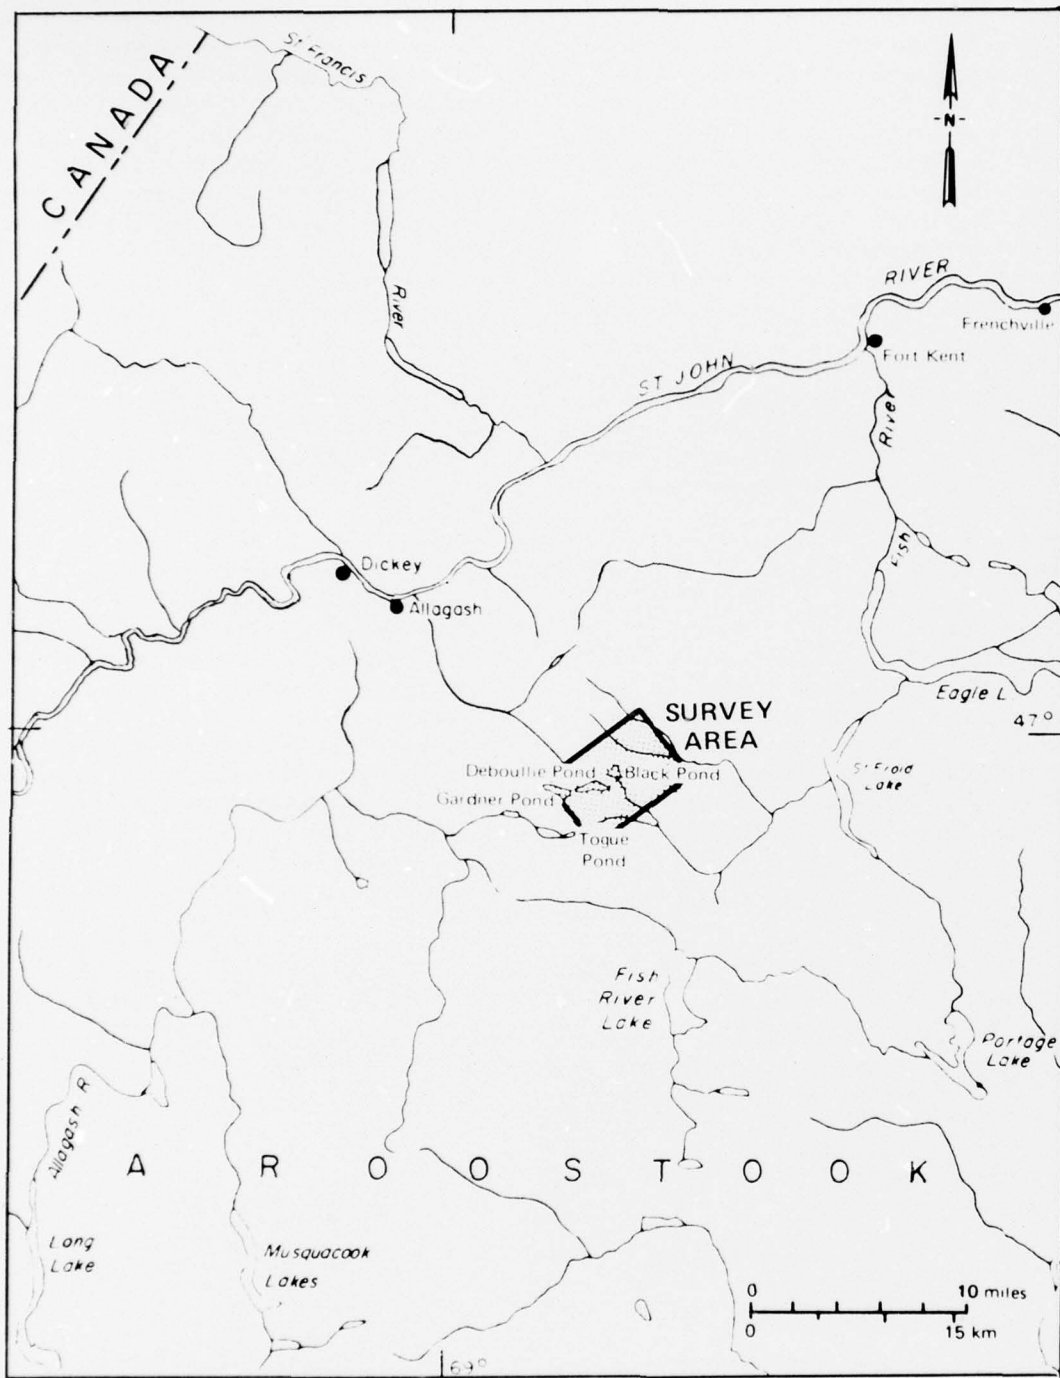 CANADA
St Francis
-N-
River
RIVER
Frenchville
Fort Kent
ST JOHN
River
Fish
Dickey
Allagash
SURVEY
AREA
Eagle L
47°
Deboullie Pond
Black Pond
St Froid
Lake
Gardner Pond
Togue
Pond
Fish
River
Lake
Portage
Lake
Allagash R
AROOSTOOK
Long
Lake
Musquacook
Lakes
0 10 miles
0 15 km
69°